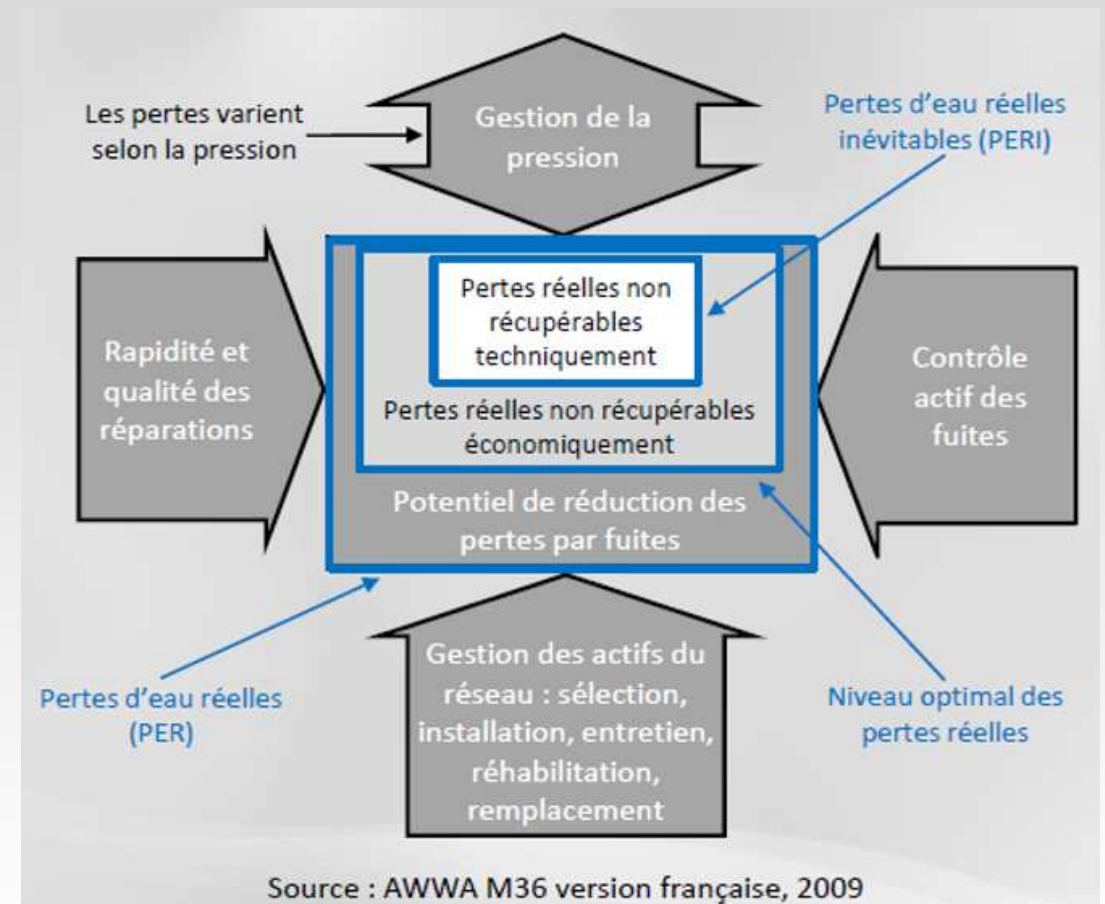 Les pertes varient
selon la pression
Gestion de la
pression
Pertes d'eau réelles
inévitables (PERI)
Rapidité et
qualité des
réparations
Pertes réelles non
récupérables
techniquement
Pertes réelles non récupérables
économiquement
Potentiel de réduction des
pertes par fuites
Contrôle
actif des
fuites
Pertes d'eau réelles
(PER)
Gestion des actifs du
réseau : sélection,
installation, entretien,
réhabilitation,
remplacement
Niveau optimal des
pertes réelles
Source : AWWA M36 version française, 2009